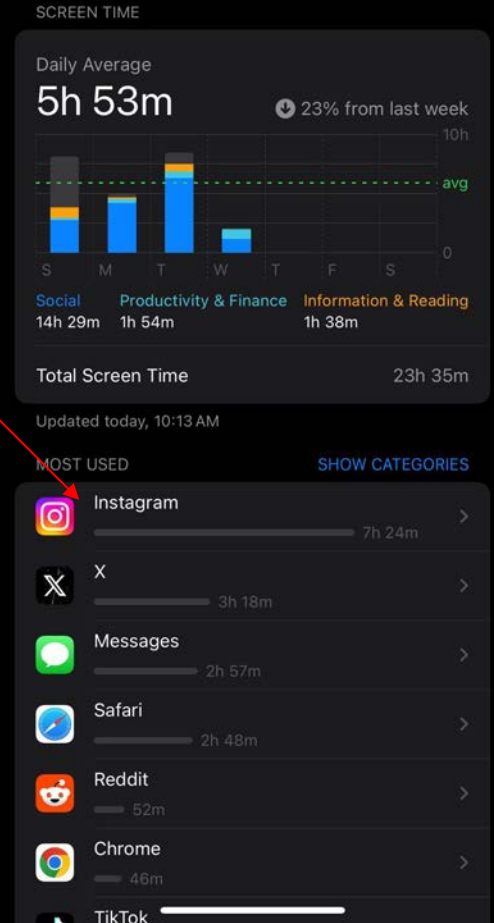 SCREEN TIME
Daily Average
5h 53m
23% from last week
10h
avg
0
S M T W T F S
Social Productivity & Finance Information & Reading
14h 29m 1h 54m 1h 38m
Total Screen Time 23h 35m
Updated today, 10:13 AM
MOST USED SHOW CATEGORIES
Instagram
7h 24m
X
3h 18m
Messages
2h 57m
Safari
2h 48m
Reddit
52m
Chrome
46m
TikTok